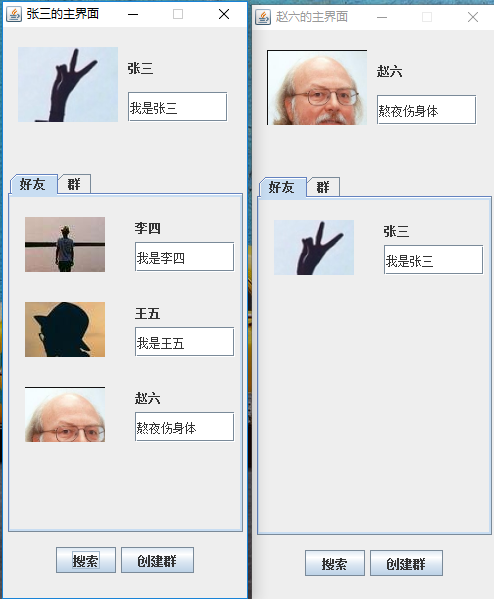 张三的主界面
张三
我是张三
好友 群
李四
我是李四
王五
我是王五
赵六
熬夜伤身体
搜索 创建群
赵六的主界面
赵六
熬夜伤身体
好友 群
张三
我是张三
搜索 创建群